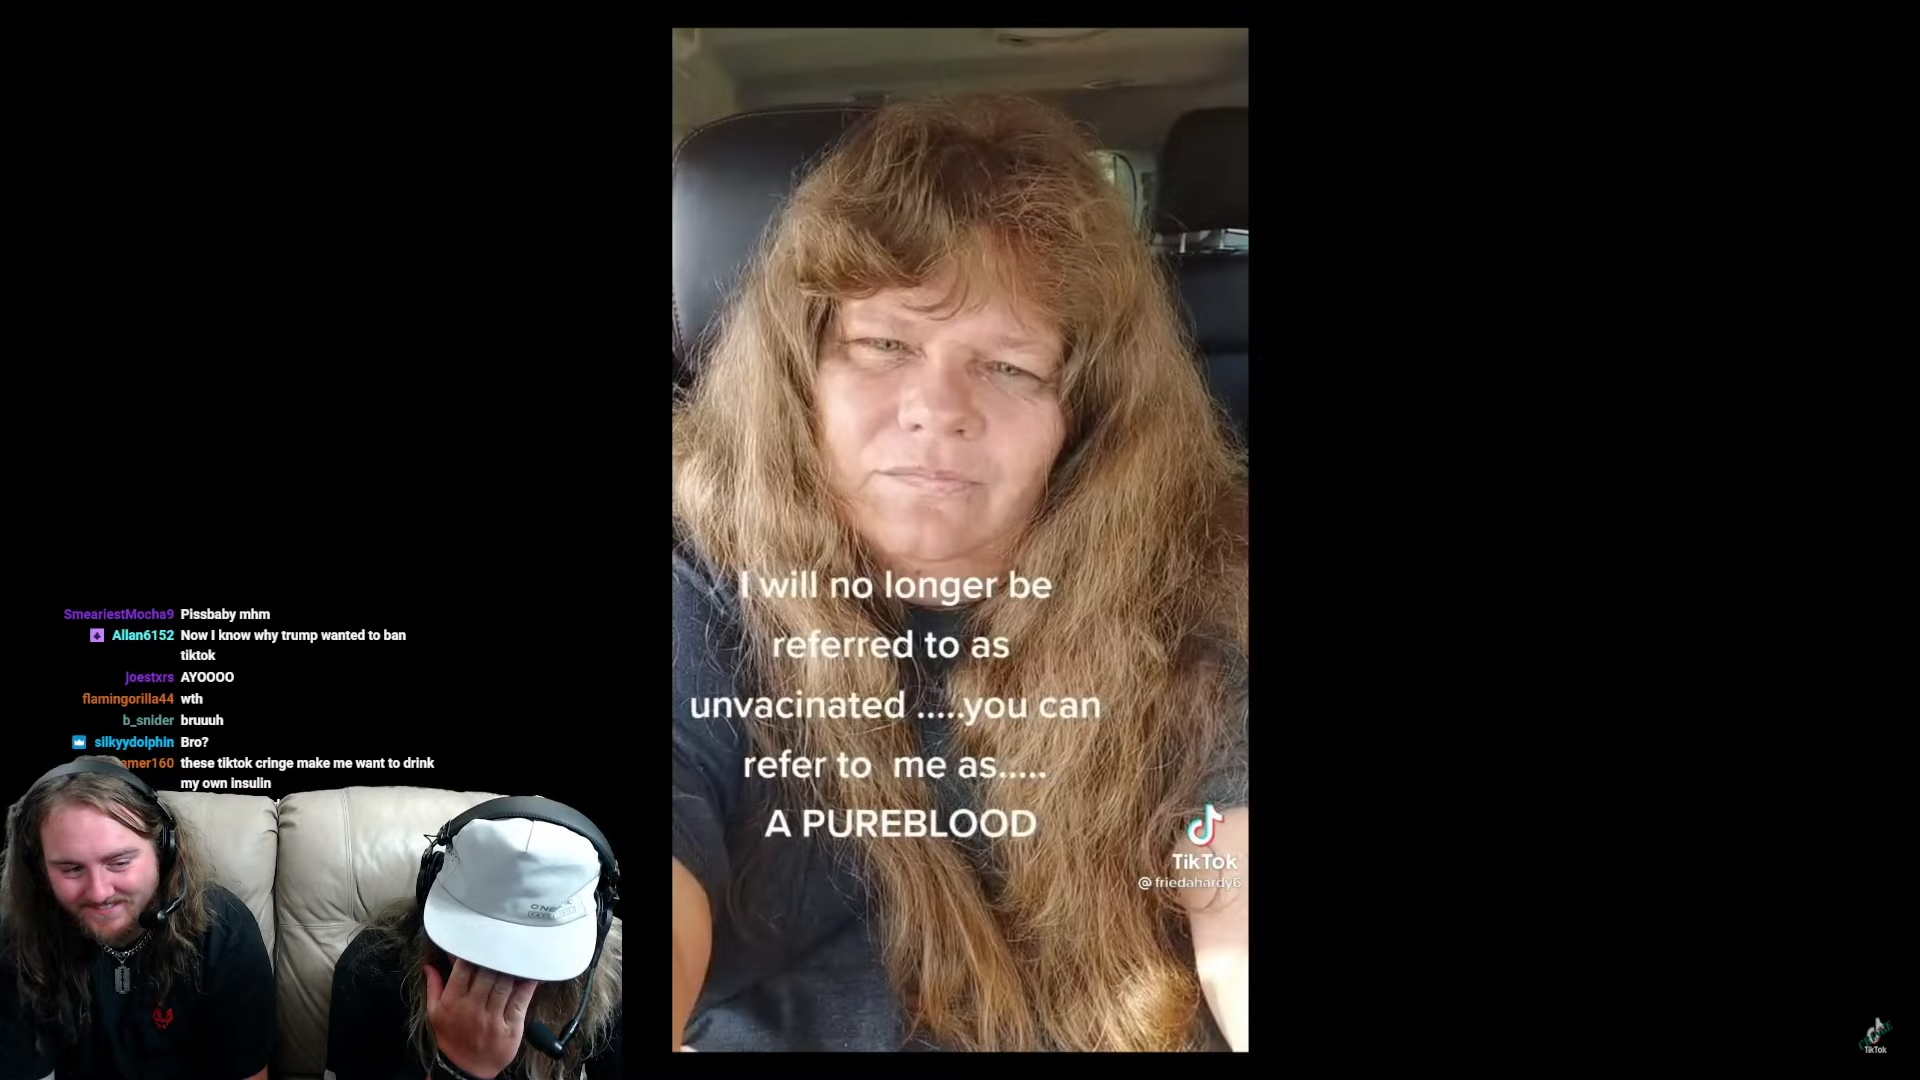 SmeariestMocha9 Pissbaby mhm
Allan6152 Now I know why trump wanted to ban
tiktok
joestxrs AYOOOO
flamingorilla44 wth
b_snider bruuuh
silkyydolphin Bro?
amer160 these tiktok cringe make me want to drink
my own insulin
I will no longer be
referred to as
unvacinated .....you can
refer to me as.....
A PUREBLOOD
TikTok
@friedahardy6
ONEILL
TikTok